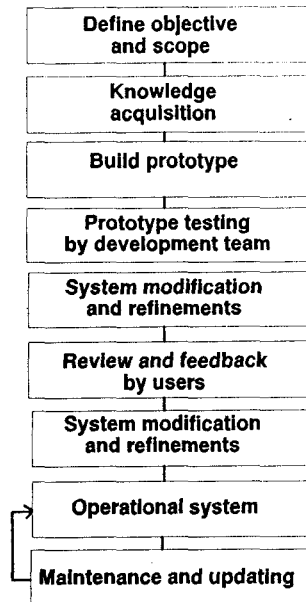 Define objective
and scope
Knowledge
acquisition
Build prototype
Prototype testing
by development team
System modification
and refinements
Review and feedback
by users
System modification
and refinements
Operational system
Maintenance and updating